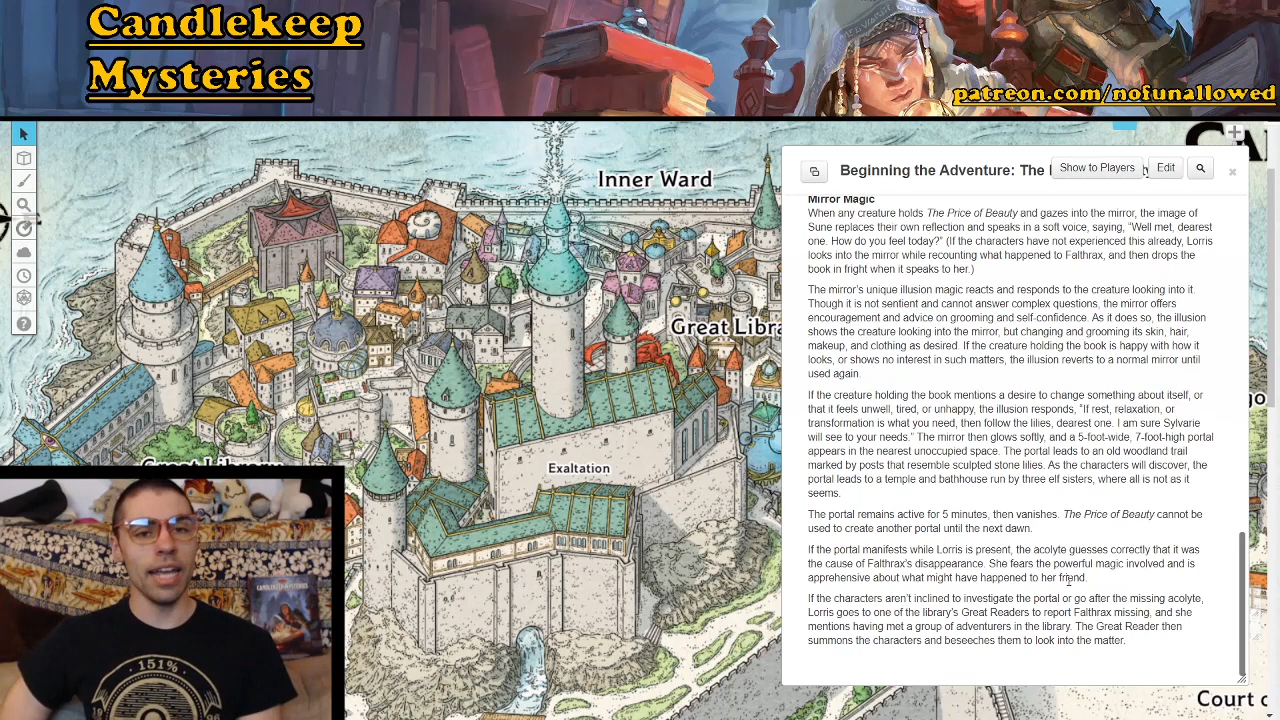 Candlekeep
Mysteries
patreon.com/nofunallowed
Inner Ward
Great Libra
Exaltation
Great Library
Court
Beginning the Adventure: The
Show to Players
Edit
Mirror Magic
When any creature holds The Price of Beauty and gazes into the mirror, the image of
Sune replaces their own reflection and speaks in a soft voice, saying, “Well met, dearest
one. How do you feel today?” (If the characters have not experienced this already, Lorris
looks into the mirror while recounting what happened to Falthrax, and then drops the
book in fright when it speaks to her.)
The mirror’s unique illusion magic reacts and responds to the creature looking into it.
Though it is not sentient and cannot answer complex questions, the mirror offers
encouragement and advice on grooming and self-confidence. As it does so, the illusion
shows the creature looking into the mirror, but changing and grooming its skin, hair,
makeup, and clothing as desired. If the creature holding the book is happy with how it
looks, or shows no interest in such matters, the illusion reverts to a normal mirror until
used again.
If the creature holding the book mentions a desire to change something about itself, or
that it feels unwell, tired, or unhappy, the illusion responds, “If rest, relaxation, or
transformation is what you need, then follow the lilies, dearest one. I am sure Sylvarie
will see to your needs.” The mirror then glows softly, and a 5-foot-wide, 7-foot-high portal
appears in the nearest unoccupied space. The portal leads to an old woodland trail
marked by posts that resemble sculpted stone lilies. As the characters will discover, the
portal leads to a temple and bathhouse run by three elf sisters, where all is not as it
seems.
The portal remains active for 5 minutes, then vanishes. The Price of Beauty cannot be
used to create another portal until the next dawn.
If the portal manifests while Lorris is present, the acolyte guesses correctly that it was
the cause of Falthrax’s disappearance. She fears the powerful magic involved and is
apprehensive about what might have happened to her friend.
If the characters aren’t inclined to investigate the portal or go after the missing acolyte,
Lorris goes to one of the library’s Great Readers to report Falthrax missing, and she
mentions having met a group of adventurers in the library. The Great Reader then
summons the characters and beseeches them to look into the matter.
CANDLEKEEP
MYSTERIES
151%
19